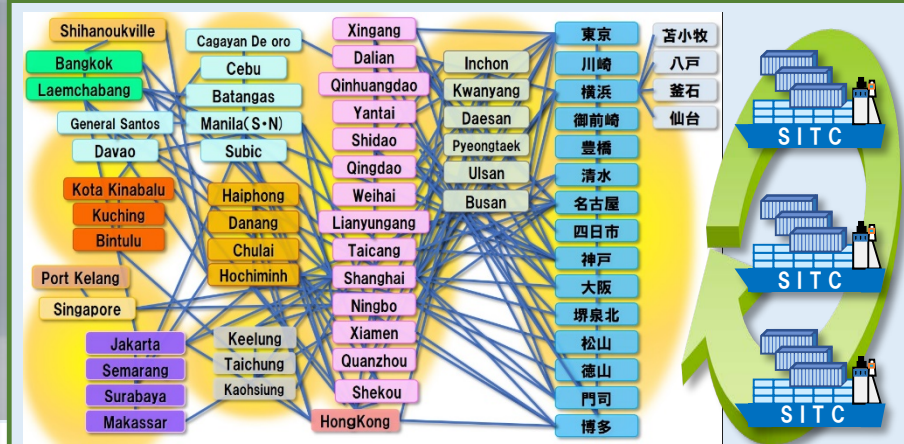 Shihanoukville
Bangkok
Laemchabang
General Santos
Davao
Kota Kinabalu
Kuching
Bintulu
Port Kelang
Singapore
Jakarta
Semarang
Surabaya
Makassar
Cagayan De oro
Cebu
Batangas
Manila(S・N)
Subic
Haiphong
Danang
Chulai
Hochiminh
Keelung
Taichung
Kaohsiung
HongKong
Xingang
Dalian
Qinhuangdao
Yantai
Shidao
Qingdao
Weihai
Lianyungang
Taicang
Shanghai
Ningbo
Xiamen
Quanzhou
Shekou
Inchon
Kwanyang
Daesan
Pyeongtaek
Ulsan
Busan
東京
川崎
横浜
御前崎
豊橋
清水
名古屋
四日市
神戸
大阪
堺泉北
松山
徳山
門司
博多
苫小牧
八戸
釜石
仙台
SITC
SITC
SITC